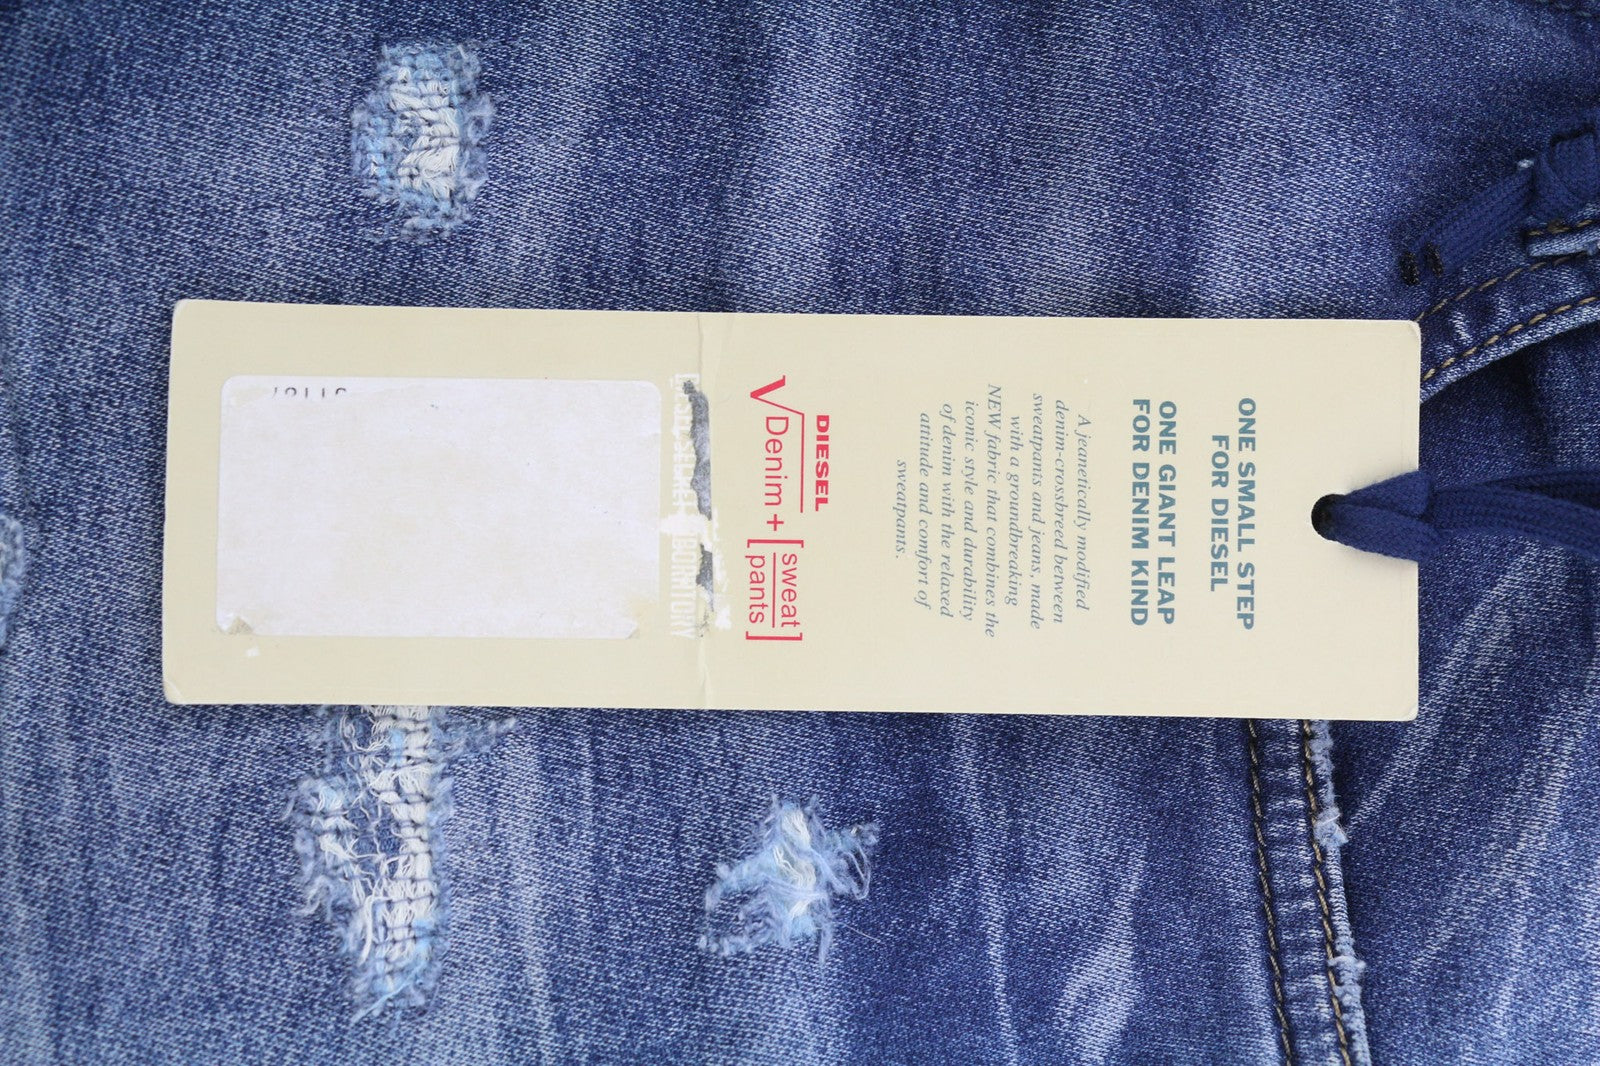 ONE SMALL STEP
FOR DIESEL
ONE GIANT LEAP
FOR DENIM KIND
A jeanetically modified
denim-crossbreed between
sweatpants and jeans, made
with a groundbreaking
NEW fabric that combines the
iconic style and durability
of denim with the relaxed
attitude and comfort of
sweatpants.
DIESEL
√Denim+[sweat
pants]